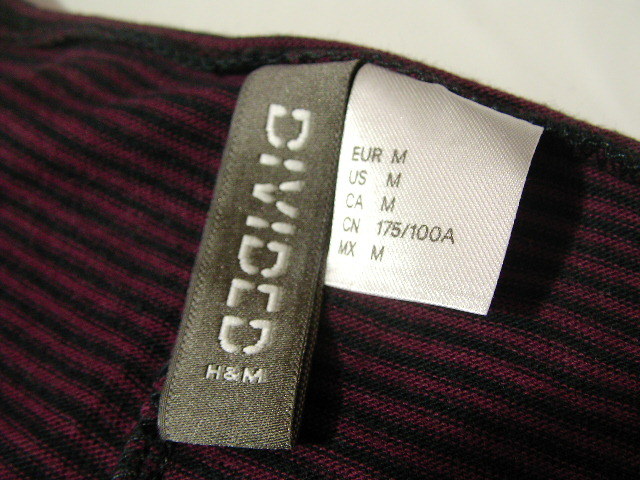 DIVIDED
H&M
EUR M
US M
CA M
CN 175/100A
MX M